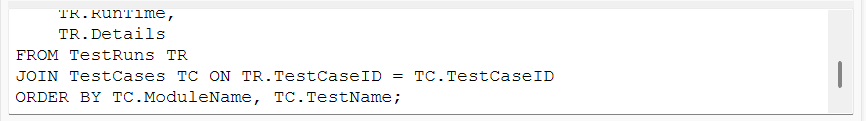 TR.RunTime,
    TR.Details
FROM TestRuns TR
JOIN TestCases TC ON TR.TestCaseID = TC.TestCaseID
ORDER BY TC.ModuleName, TC.TestName;